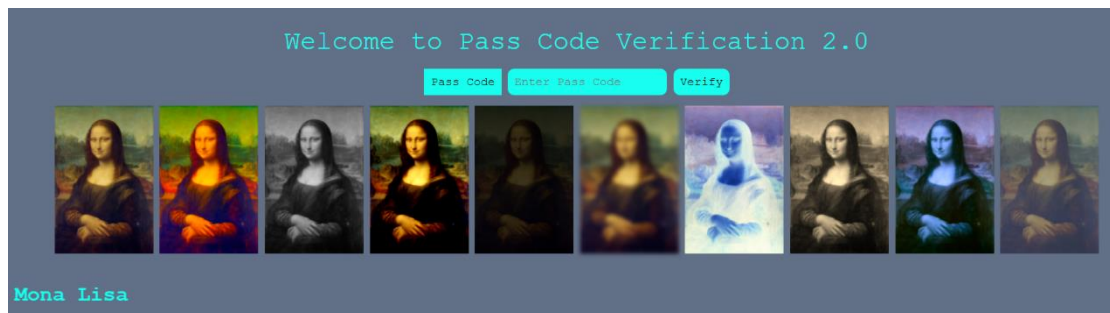 Welcome to Pass Code Verification 2.0
Pass Code Enter Pass Code Verify
Mona Lisa